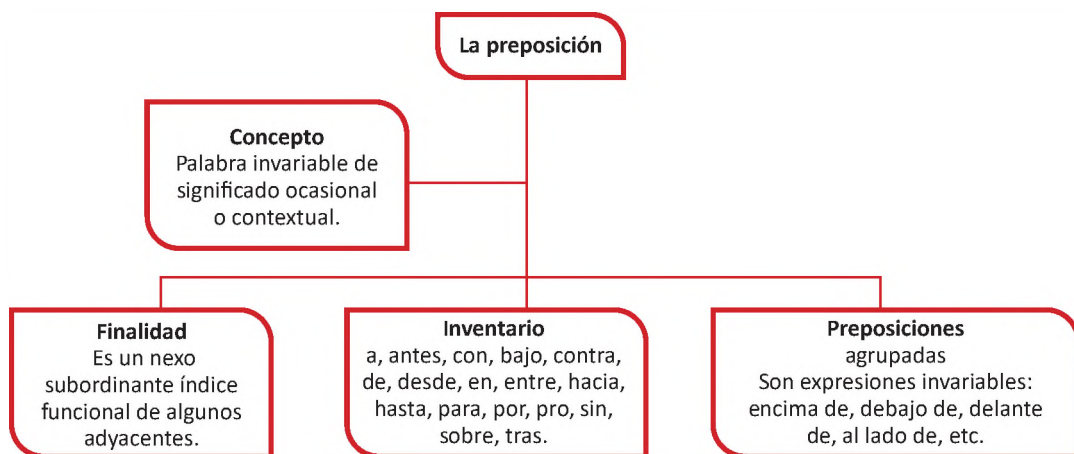 La preposición
Concepto
Palabra invariable de
significado ocasional
o contextual.
Finalidad
Es un nexo
subordinante índice
funcional de algunos
adyacentes.
Inventario
a, antes, con, bajo, contra,
de, desde, en, entre, hacia,
hasta, para, por, pro, sin,
sobre, tras.
Preposiciones
agrupadas
Son expresiones invariables:
encima de, debajo de, delante
de, al lado de, etc.